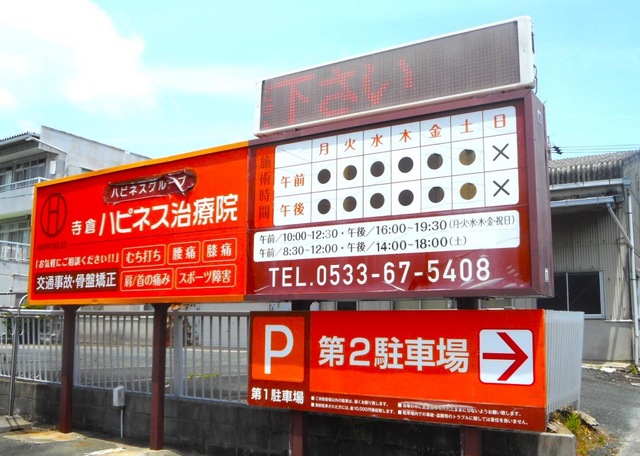 下さい
ハピネスグループ
寺倉 ハピネス治療院
HAPPINESS
「お気軽にご相談ください!!」
むち打ち 腰痛 膝痛
交通事故・骨盤矯正
肩/首の痛み スポーツ障害
施術時間
月 火 水 木 金 土 日
午前 ● ● ● ● ● ● ×
午後 ● ● ● ● ● ● ×
午前/10:00-12:30・午後/16:00~19:30(月・火・水・木・金・祝日)
午前/8:30~12:00・午後/14:00~18:00(土)
TEL.0533-67-5408
P
第1駐車場
第2駐車場